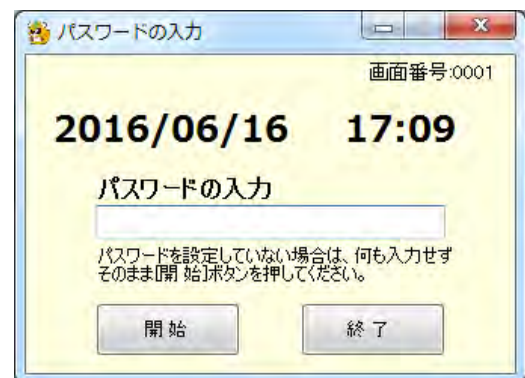 パスワードの入力
画面番号:0001
2016/06/16 17:09
パスワードの入力
パスワードを設定していない場合は、何も入力せず
そのまま[開 始]ボタンを押してください。
開 始 終 了